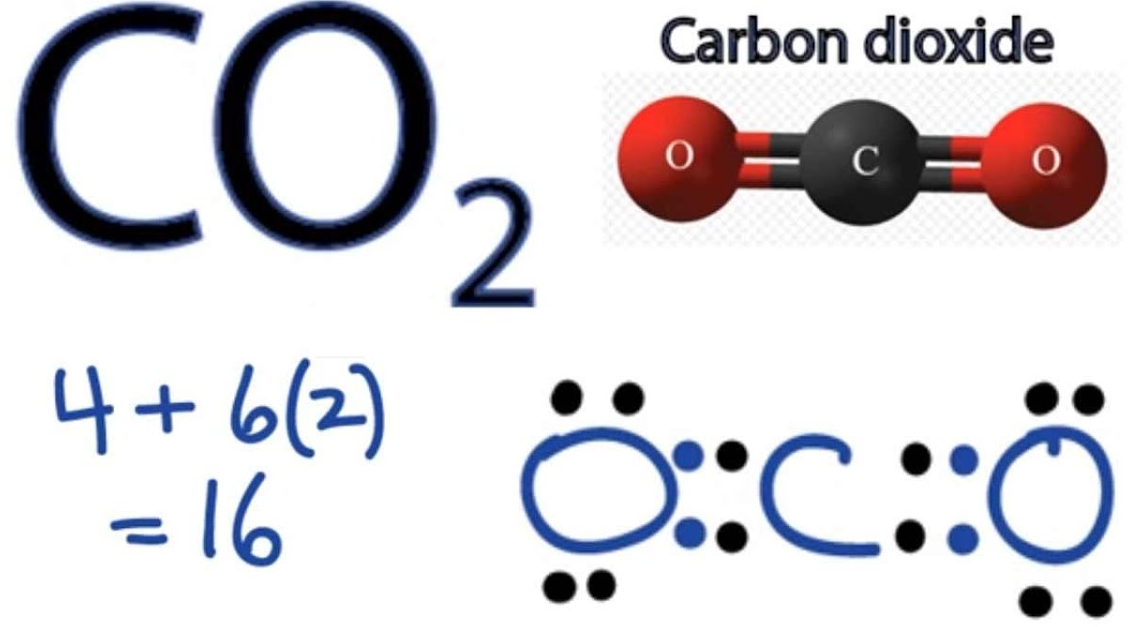 CO₂
Carbon dioxide
O C O
4 + 6(2)
= 16
O C O